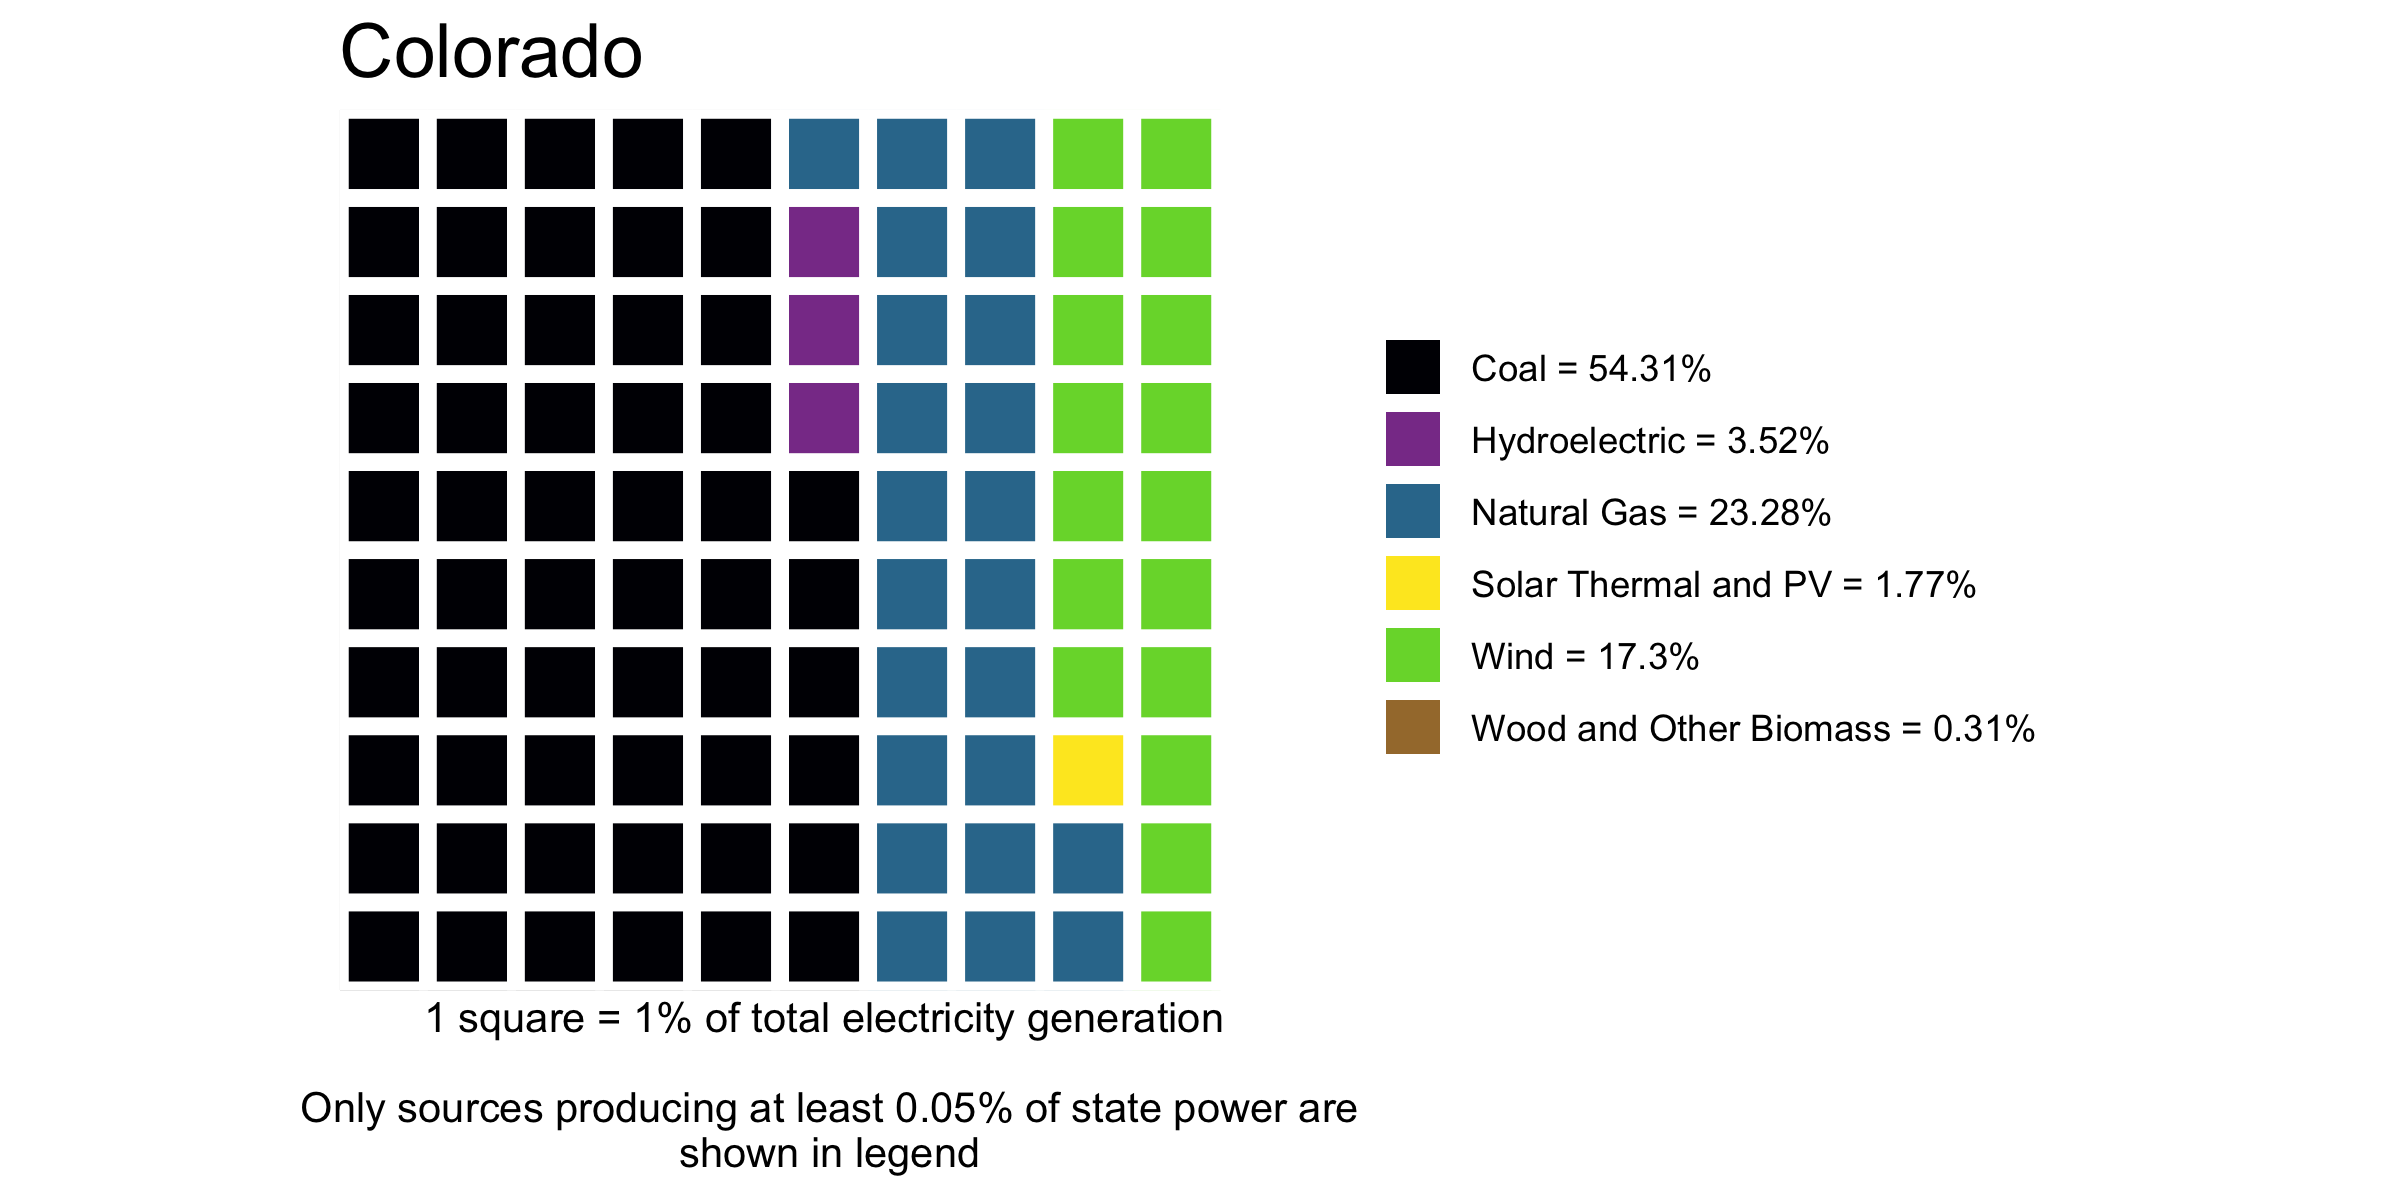 Colorado
Coal = 54.31%
Hydroelectric = 3.52%
Natural Gas = 23.28%
Solar Thermal and PV = 1.77%
Wind = 17.3%
Wood and Other Biomass = 0.31%
1 square = 1% of total electricity generation
Only sources producing at least 0.05% of state power are
shown in legend